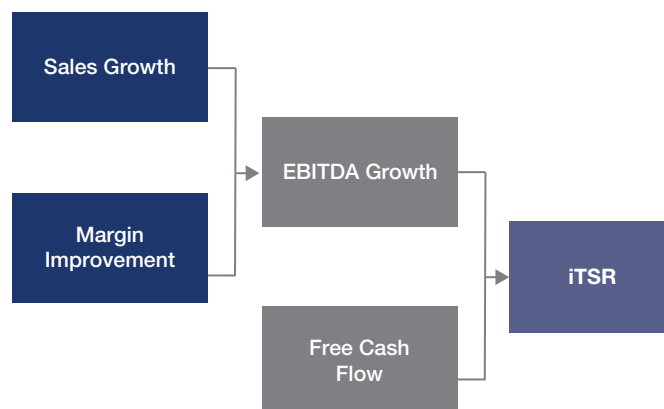 Sales Growth
EBITDA Growth
Margin
Improvement
iTSR
Free Cash
Flow